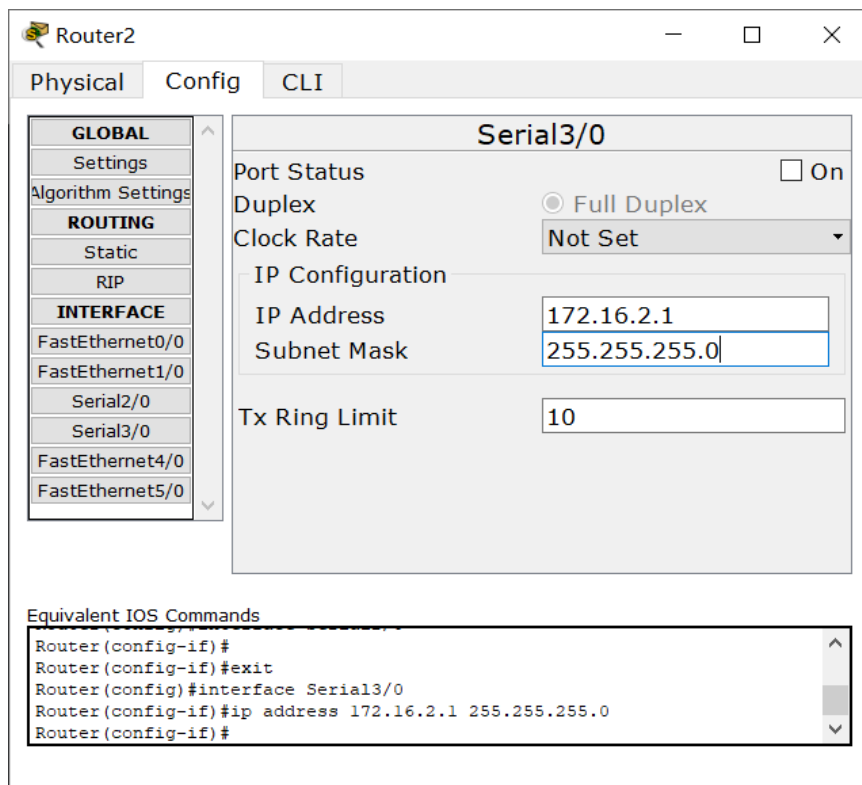 Router2
Physical Config CLI
GLOBAL
Settings
Algorithm Settings
ROUTING
Static
RIP
INTERFACE
FastEthernet0/0
FastEthernet1/0
Serial2/0
Serial3/0
FastEthernet4/0
FastEthernet5/0
Serial3/0
Port Status On
Duplex Full Duplex
Clock Rate Not Set
IP Configuration
IP Address 172.16.2.1
Subnet Mask 255.255.255.0
Tx Ring Limit 10
Equivalent IOS Commands
Router(config-if)#
Router(config-if)#exit
Router(config)#interface Serial3/0
Router(config-if)#ip address 172.16.2.1 255.255.255.0
Router(config-if)#